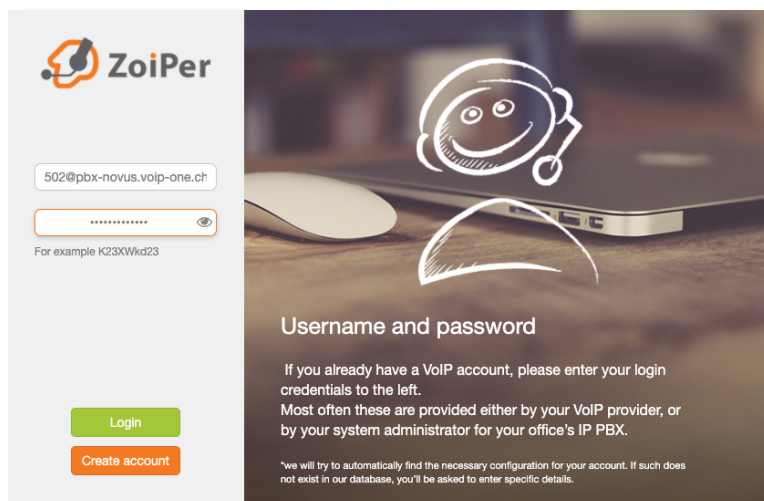 ZoiPer
502@pbx-novus.voip-one.ch
•••••••••••••
For example K23XWkd23
Login
Create account
Username and password
If you already have a VoIP account, please enter your login
credentials to the left.
Most often these are provided either by your VoIP provider, or
by your system administrator for your office's IP PBX.
*we will try to automatically find the necessary configuration for your account. If such does
not exist in our database, you'll be asked to enter specific details.